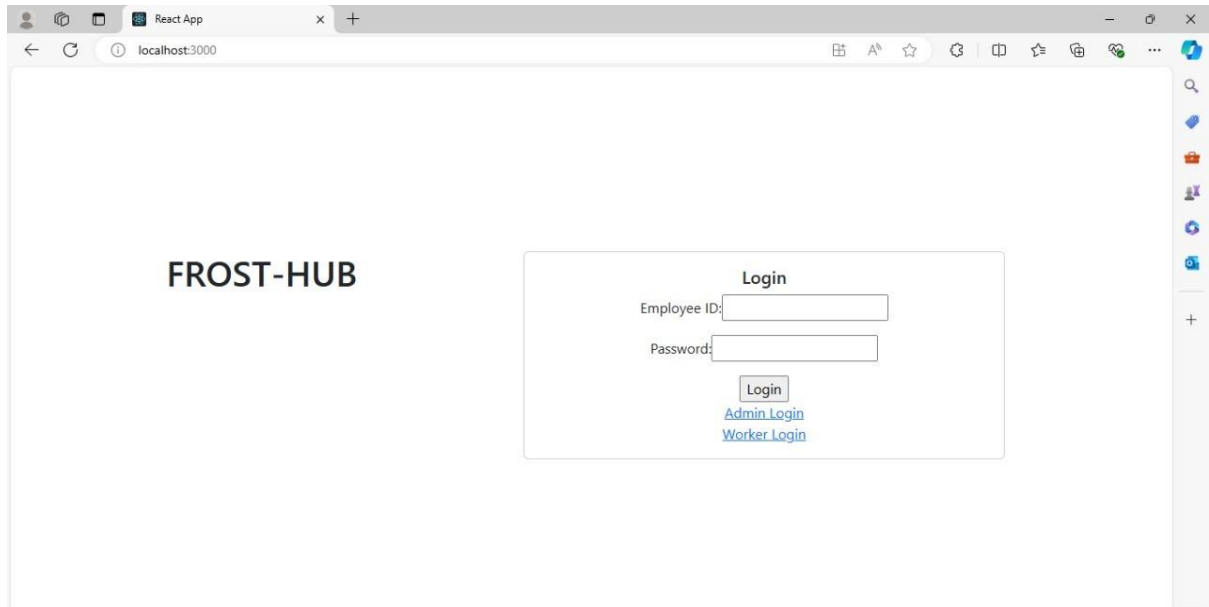 React App
localhost:3000
FROST-HUB
Login
Employee ID:
Password:
Login
Admin Login
Worker Login